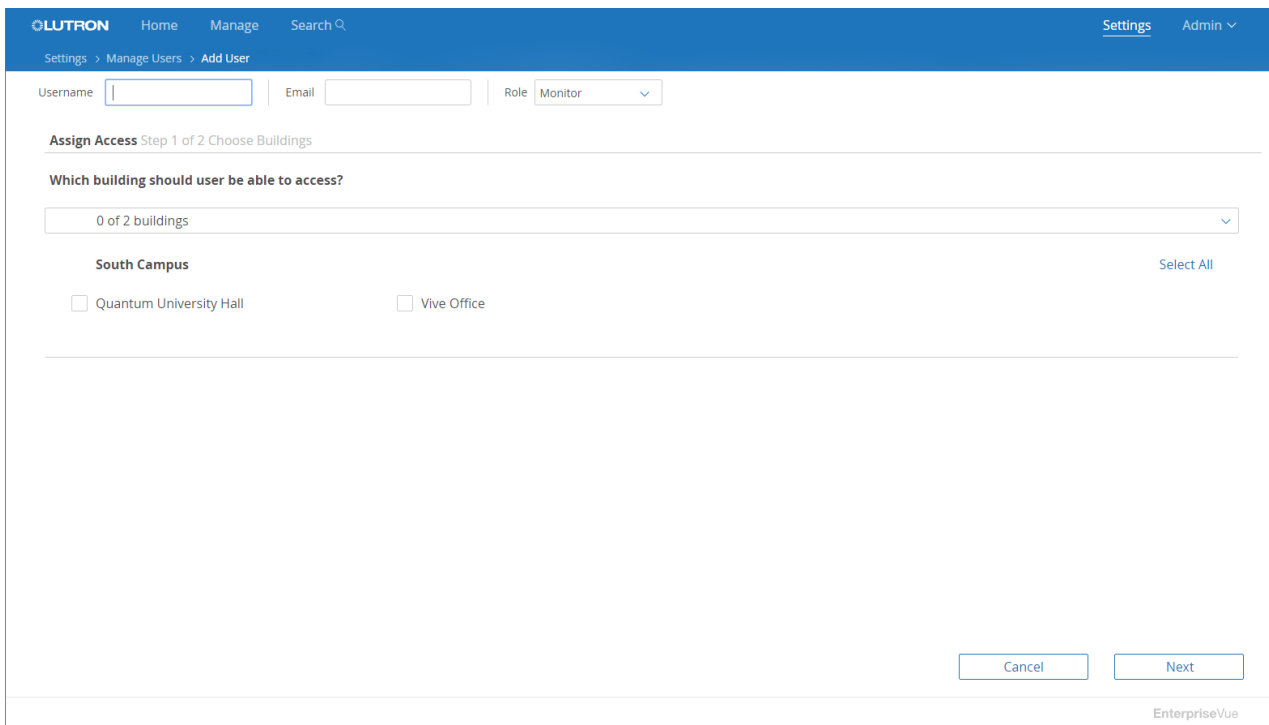 LUTRON Home Manage Search Settings Admin
Settings > Manage Users > Add User
Username Email Role Monitor
Assign Access Step 1 of 2 Choose Buildings
Which building should user be able to access?
0 of 2 buildings
South Campus Select All
Quantum University Hall Vive Office
Cancel Next
EnterpriseVue